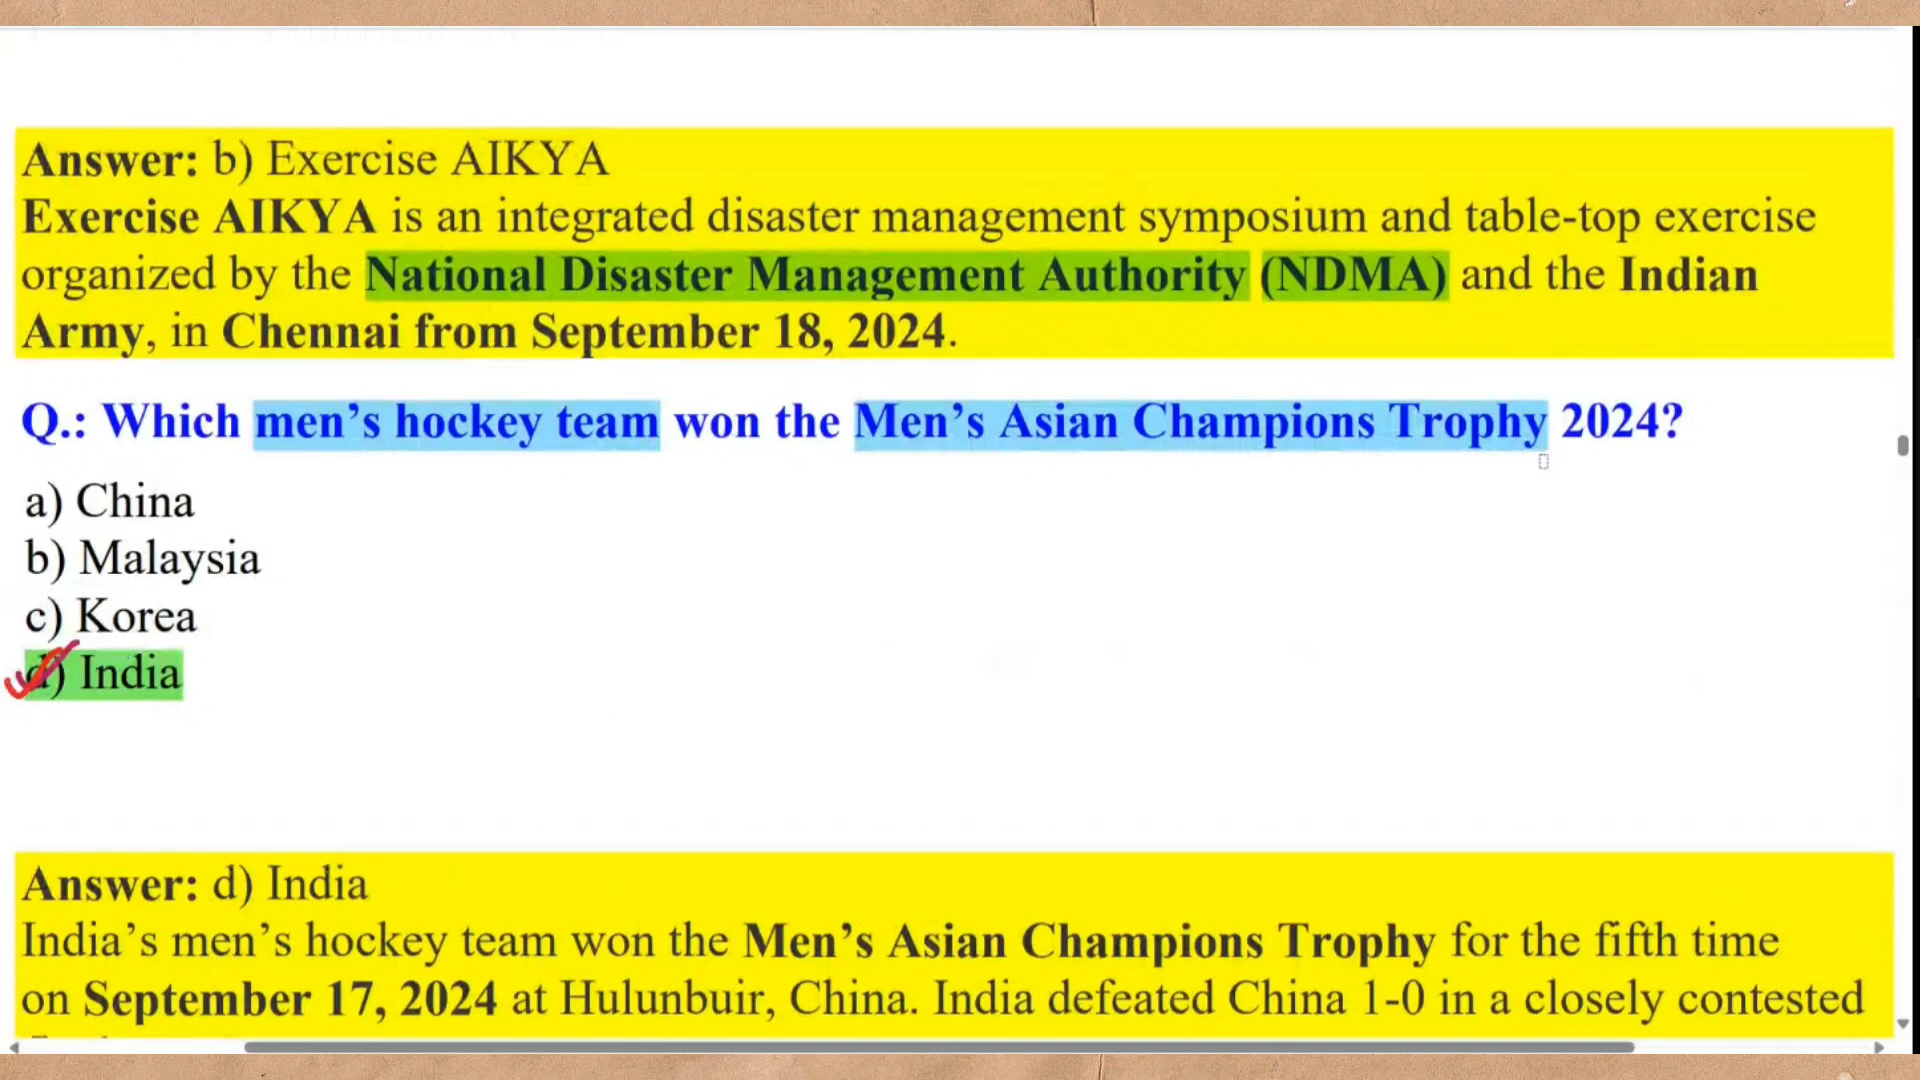 Answer: b) Exercise AIKYA
Exercise AIKYA is an integrated disaster management symposium and table-top exercise
organized by the National Disaster Management Authority (NDMA) and the Indian
Army, in Chennai from September 18, 2024.
Q.: Which men’s hockey team won the Men’s Asian Champions Trophy 2024?
a) China
b) Malaysia
c) Korea
d) India
Answer: d) India
India’s men’s hockey team won the Men’s Asian Champions Trophy for the fifth time
on September 17, 2024 at Hulunbuir, China. India defeated China 1-0 in a closely contested